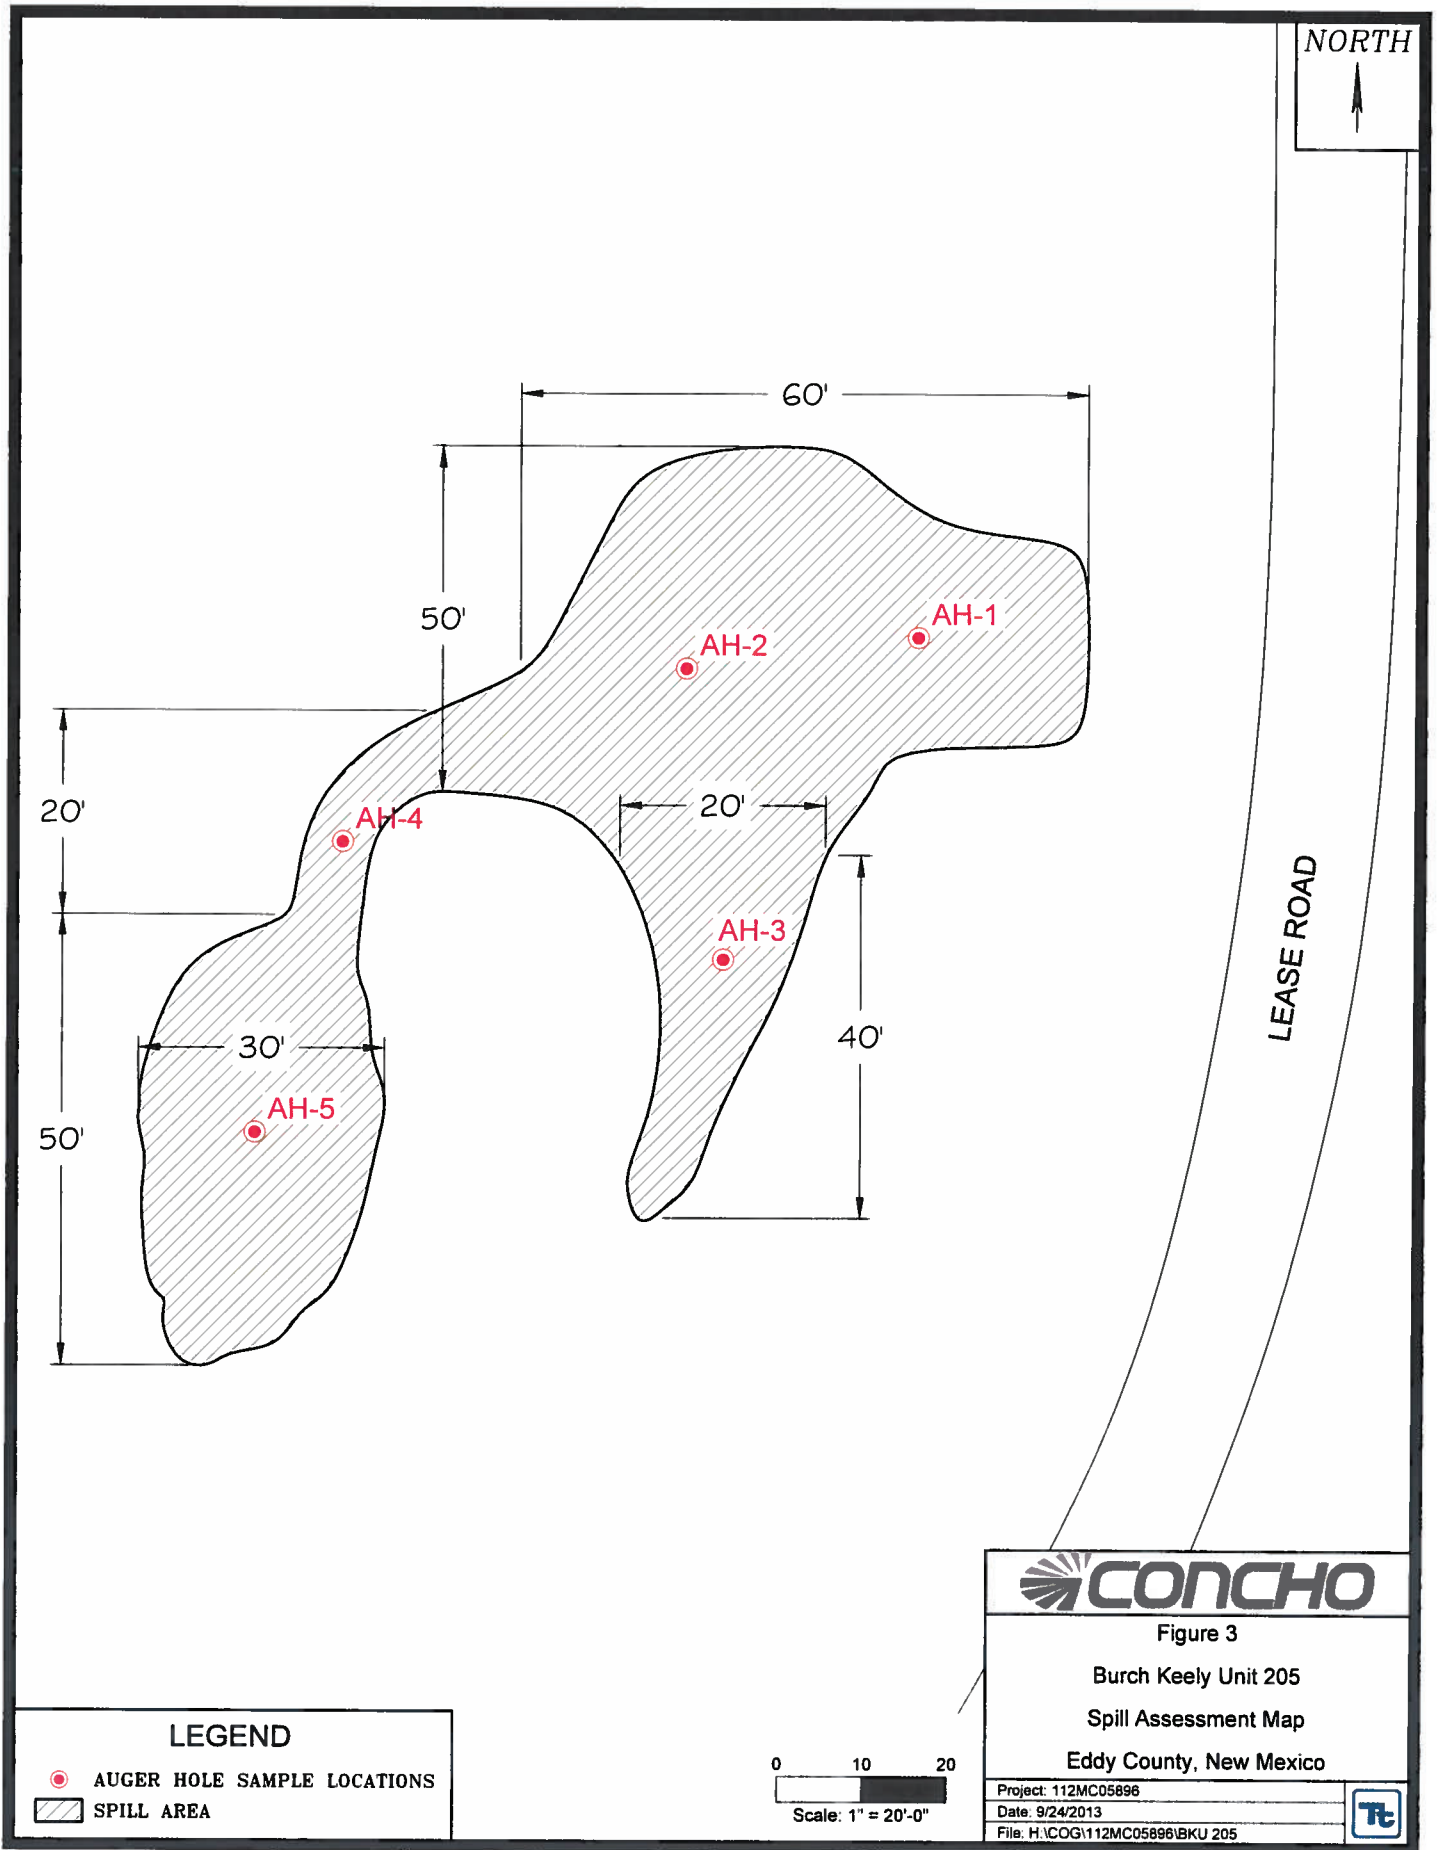 NORTH
60'
50'
AH-1
AH-2
20'
20'
AH-4
AH-3
40'
30'
AH-5
50'
LEASE ROAD
CONCHO
Figure 3
Burch Keely Unit 205
Spill Assessment Map
Eddy County, New Mexico
Project: 112MC05896
Date: 9/24/2013
File: H:\COG\112MC05896\BKU 205
Tt
LEGEND
AUGER HOLE SAMPLE LOCATIONS
SPILL AREA
0 10 20
Scale: 1" = 20'-0"